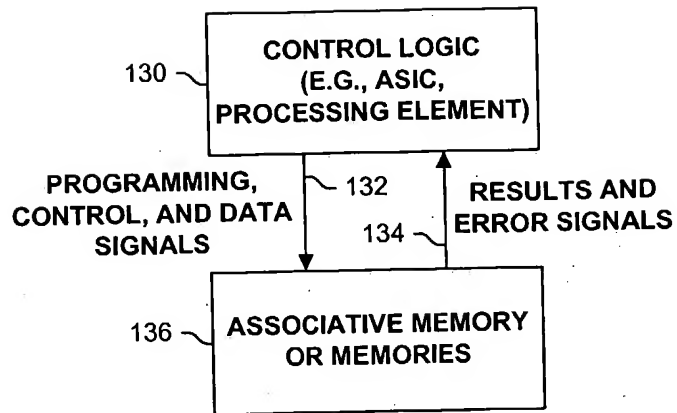 CONTROL LOGIC
(E.G., ASIC,
PROCESSING ELEMENT)
130
PROGRAMMING,
CONTROL, AND DATA
SIGNALS
132
134
RESULTS AND
ERROR SIGNALS
136
ASSOCIATIVE MEMORY
OR MEMORIES